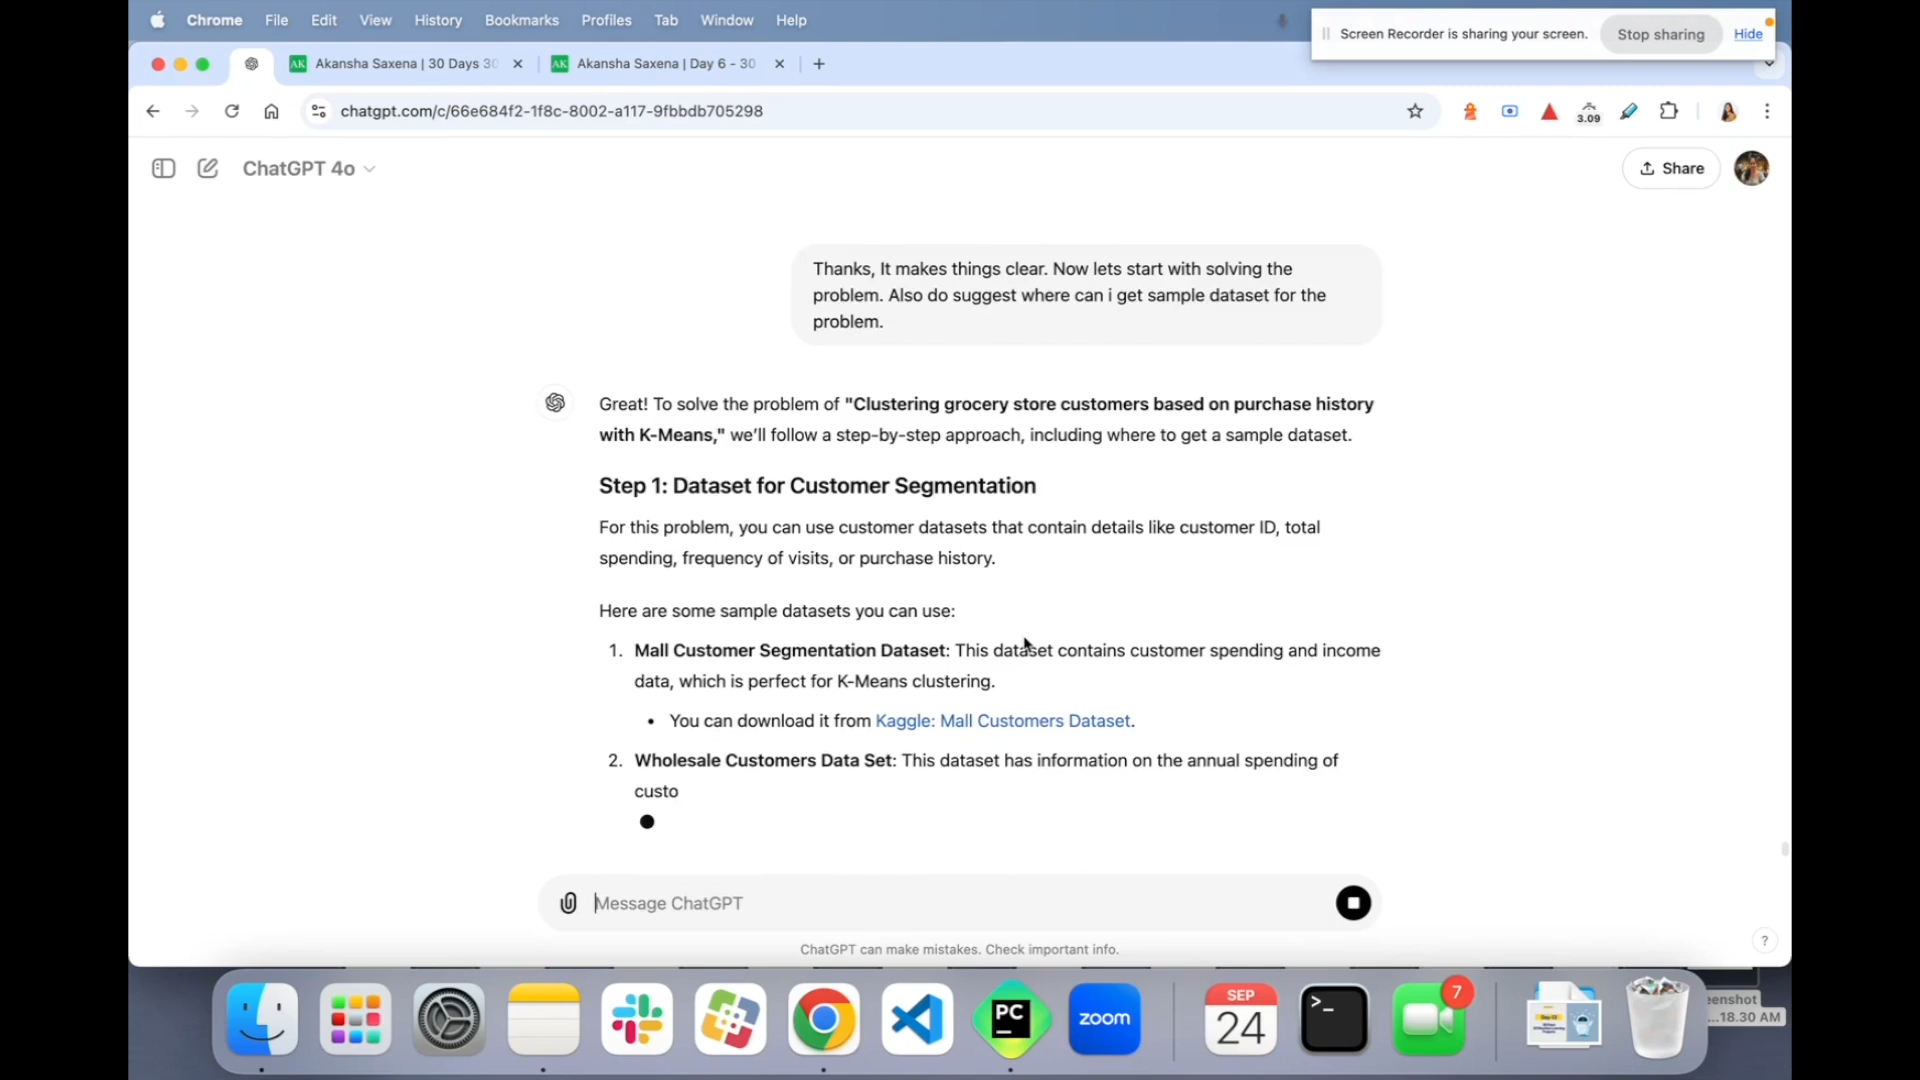 Chrome File Edit View History Bookmarks Profiles Tab Window Help
Screen Recorder is sharing your screen. Stop sharing Hide
AK Akansha Saxena | 30 Days 30
AK Akansha Saxena | Day 6 - 30
chatgpt.com/c/66e684f2-1f8c-8002-a117-9fbbdb705298
3.09
ChatGPT 4o
Share
Thanks, It makes things clear. Now lets start with solving the
problem. Also do suggest where can i get sample dataset for the
problem.
Great! To solve the problem of "Clustering grocery store customers based on purchase history
with K-Means," we'll follow a step-by-step approach, including where to get a sample dataset.
Step 1: Dataset for Customer Segmentation
For this problem, you can use customer datasets that contain details like customer ID, total
spending, frequency of visits, or purchase history.
Here are some sample datasets you can use:
1. Mall Customer Segmentation Dataset: This dataset contains customer spending and income
data, which is perfect for K-Means clustering.
• You can download it from Kaggle: Mall Customers Dataset.
2. Wholesale Customers Data Set: This dataset has information on the annual spending of
custo
Message ChatGPT
ChatGPT can make mistakes. Check important info.
?
PC
zoom
SEP
24
7
eenshot
...18.30 AM